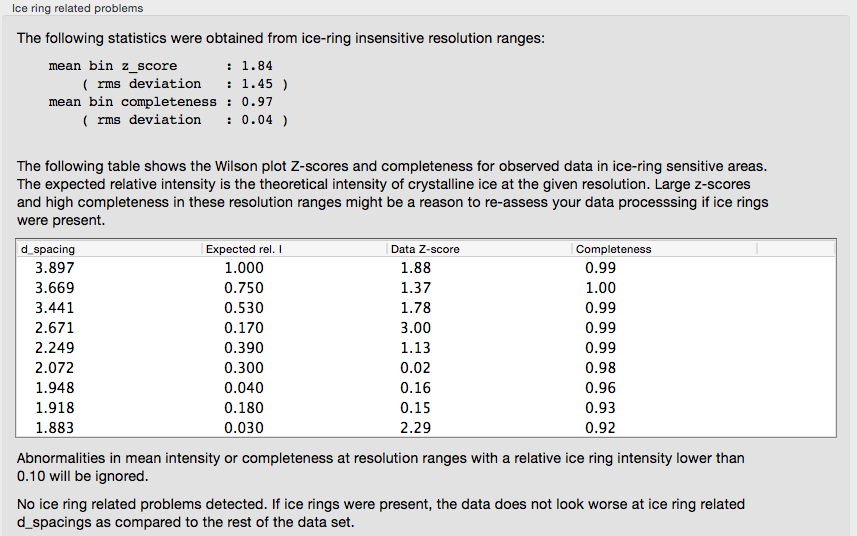 Ice ring related problems
The following statistics were obtained from ice-ring insensitive resolution ranges:
mean bin z_score : 1.84
( rms deviation : 1.45 )
mean bin completeness : 0.97
( rms deviation : 0.04 )
The following table shows the Wilson plot Z-scores and completeness for observed data in ice-ring sensitive areas.
The expected relative intensity is the theoretical intensity of crystalline ice at the given resolution. Large z-scores
and high completeness in these resolution ranges might be a reason to re-assess your data processsing if ice rings
were present.
d_spacing Expected rel. I Data Z-score Completeness
3.897 1.000 1.88 0.99
3.669 0.750 1.37 1.00
3.441 0.530 1.78 0.99
2.671 0.170 3.00 0.99
2.249 0.390 1.13 0.99
2.072 0.300 0.02 0.98
1.948 0.040 0.16 0.96
1.918 0.180 0.15 0.93
1.883 0.030 2.29 0.92
Abnormalities in mean intensity or completeness at resolution ranges with a relative ice ring intensity lower than
0.10 will be ignored.
No ice ring related problems detected. If ice rings were present, the data does not look worse at ice ring related
d_spacings as compared to the rest of the data set.